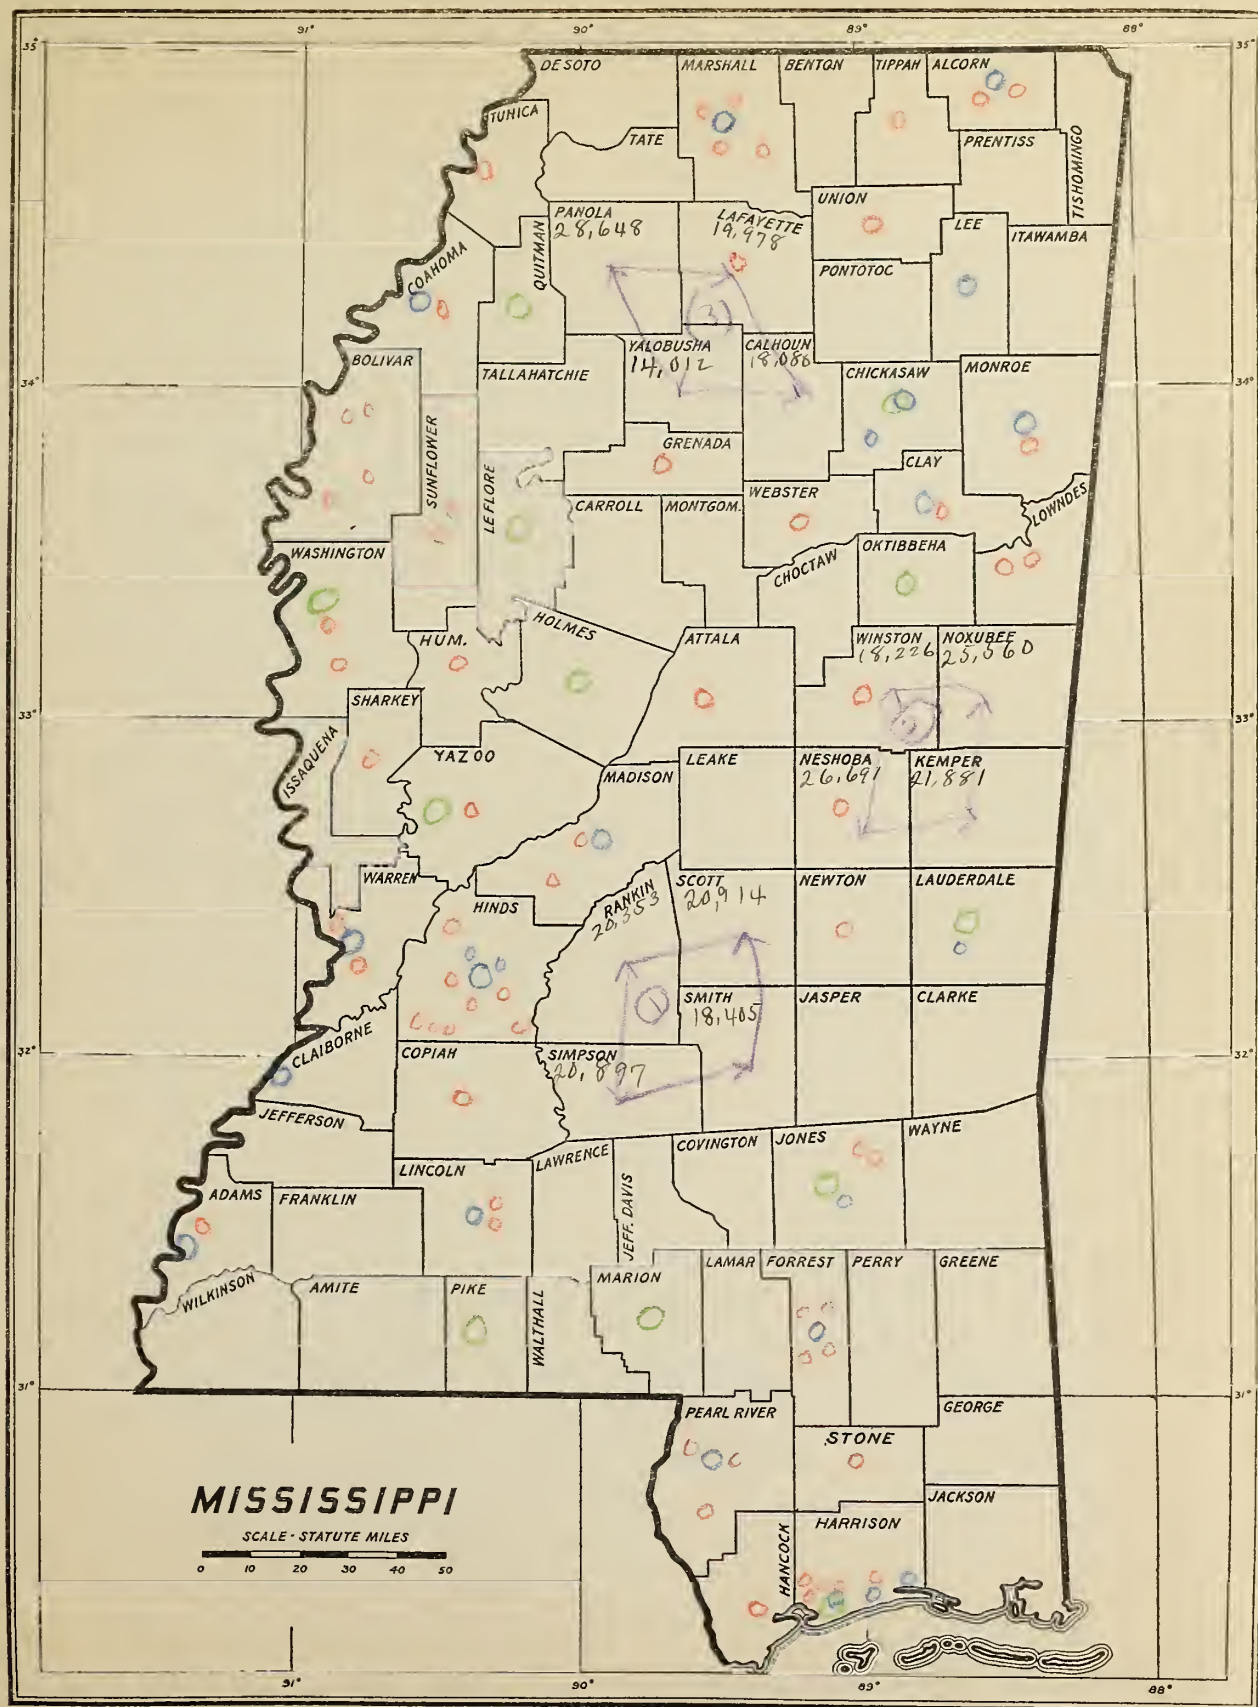 91° 90° 89° 88°
35° 35°
DE SOTO MARSHALL BENTON TIPPAH ALCORN
TUNICA
TATE PRENTISS
TISHOMINGO
PANOLA
28,648
LAFAYETTE
19,978
UNION
LEE
ITAWAMBA
COAHOMA
QUITMAN
PONTOTOC
(3)
BOLIVAR
YALOBUSHA
14,012
CALHOUN
18,086
34° 34°
TALLAHATCHIE
CHICKASAW
MONROE
SUNFLOWER
GRENADA
CLAY
LE FLORE
CARROLL
MONTGOM.
WEBSTER
LOWNDES
WASHINGTON
CHOCTAW
OKTIBBEHA
HUM.
HOLMES
ATTALA
WINSTON
18,226
NOXUBEE
25,560
33° 33°
SHARKEY
ISSAQUENA
YAZOO
MADISON
LEAKE
NESHOBA
26,691
KEMPER
21,881
WARREN
HINDS
RANKIN
20,353
SCOTT
20,914
NEWTON
LAUDERDALE
1
SMITH
18,405
JASPER
CLARKE
32° 32°
CLAIBORNE
COPIAH
SIMPSON
20,897
JEFFERSON
LINCOLN
LAWRENCE
COVINGTON
JONES
WAYNE
ADAMS
FRANKLIN
JEFF. DAVIS
WILKINSON
AMITE
PIKE
WALTHALL
MARION
LAMAR
FORREST
PERRY
GREENE
31° 31°
PEARL RIVER
GEORGE
STONE
JACKSON
HANCOCK
HARRISON
MISSISSIPPI
SCALE - STATUTE MILES
0 10 20 30 40 50
91° 90° 89° 88°